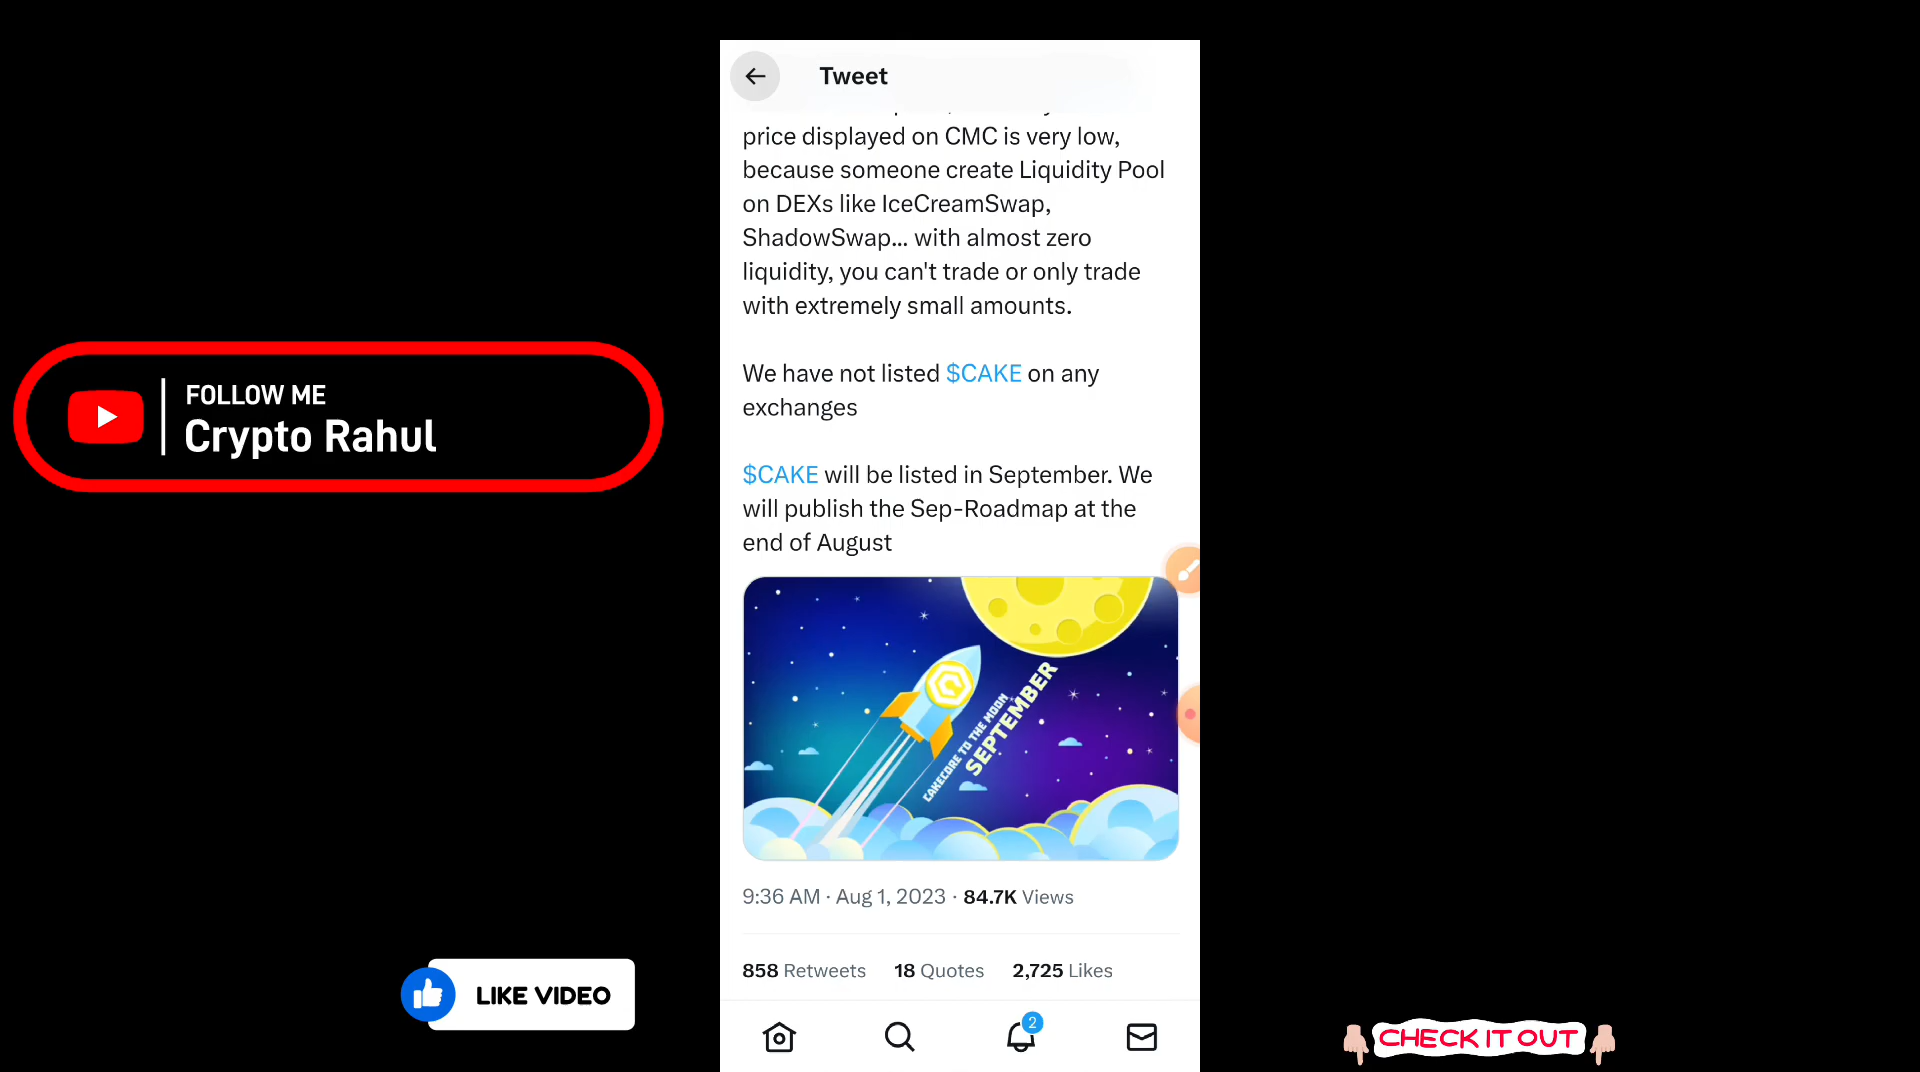 Tweet
price displayed on CMC is very low,
because someone create Liquidity Pool
on DEXs like IceCreamSwap,
ShadowSwap... with almost zero
liquidity, you can't trade or only trade
with extremely small amounts.
We have not listed $CAKE on any
exchanges
$CAKE will be listed in September. We
will publish the Sep-Roadmap at the
end of August
CAKECORE TO THE MOON
SEPTEMBER
9:36 AM · Aug 1, 2023 · 84.7K Views
858 Retweets 18 Quotes 2,725 Likes
2
FOLLOW ME
Crypto Rahul
LIKE VIDEO
CHECK IT OUT